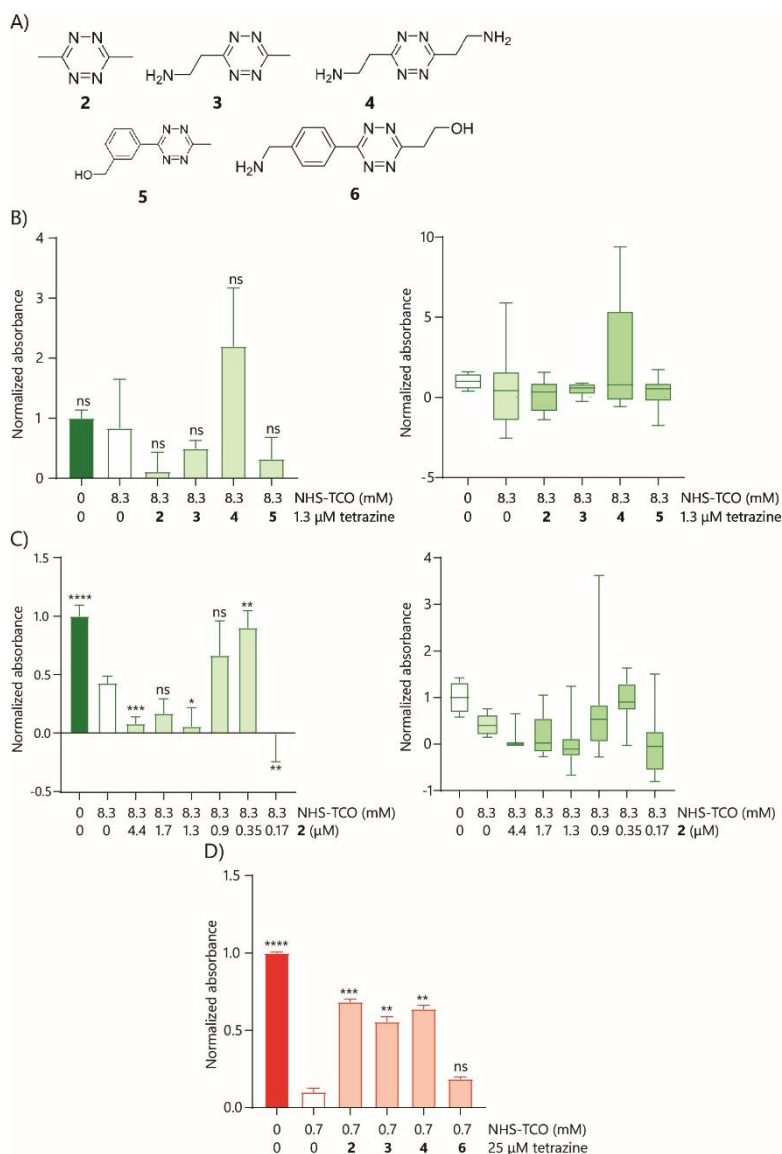 A)
N=N
N=N
2
H2N
N=N
N=N
3
H2N
N=N
N=N
NH2
4
HO
N=N
N=N
5
H2N
N=N
N=N
OH
6
B)
Normalized absorbance
4
3
2
1
0
ns
ns
ns
ns
ns
0 8.3 8.3 8.3 8.3 8.3 NHS-TCO (mM)
0 0 2 3 4 5 1.3 µM tetrazine
Normalized absorbance
10
5
0
-5
0 8.3 8.3 8.3 8.3 8.3 NHS-TCO (mM)
0 0 2 3 4 5 1.3 µM tetrazine
C)
Normalized absorbance
1.5
1.0
0.5
0.0
-0.5
**** *** ns * ns ** **
0 8.3 8.3 8.3 8.3 8.3 8.3 8.3 NHS-TCO (mM)
0 0 4.4 1.7 1.3 0.9 0.35 0.17 2 (µM)
Normalized absorbance
4
3
2
1
0
-1
0 8.3 8.3 8.3 8.3 8.3 8.3 8.3 NHS-TCO (mM)
0 0 4.4 1.7 1.3 0.9 0.35 0.17 2 (µM)
D)
Normalized absorbance
1.5
1.0
0.5
0.0
**** *** ** ** ns
0 0.7 0.7 0.7 0.7 0.7 NHS-TCO (mM)
0 0 2 3 4 6 25 µM tetrazine